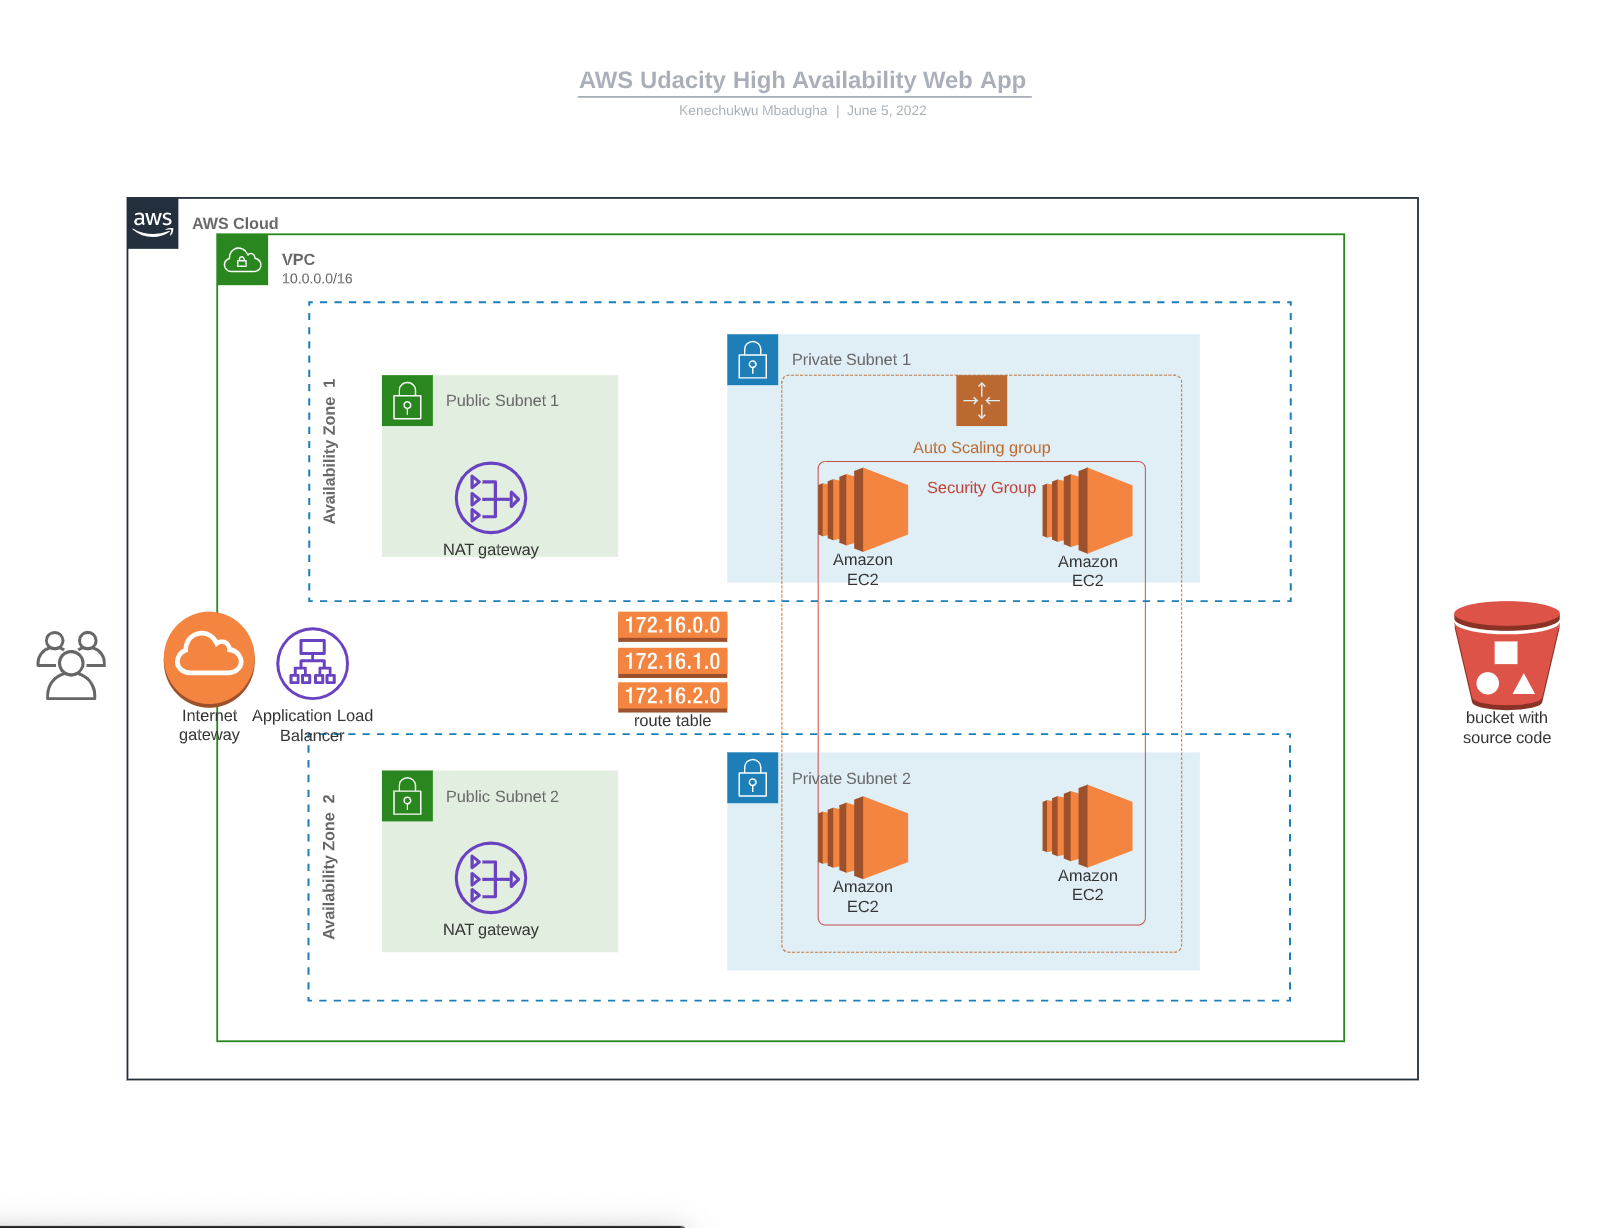 AWS Udacity High Availability Web App
Kenechukwu Mbadugha | June 5, 2022
aws
AWS Cloud
VPC
10.0.0.0/16
Availability Zone 1
Public Subnet 1
NAT gateway
Private Subnet 1
Auto Scaling group
Security Group
Amazon
EC2
Amazon
EC2
Internet
gateway
Application Load
Balancer
172.16.0.0
172.16.1.0
172.16.2.0
route table
bucket with
source code
Availability Zone 2
Public Subnet 2
NAT gateway
Private Subnet 2
Amazon
EC2
Amazon
EC2